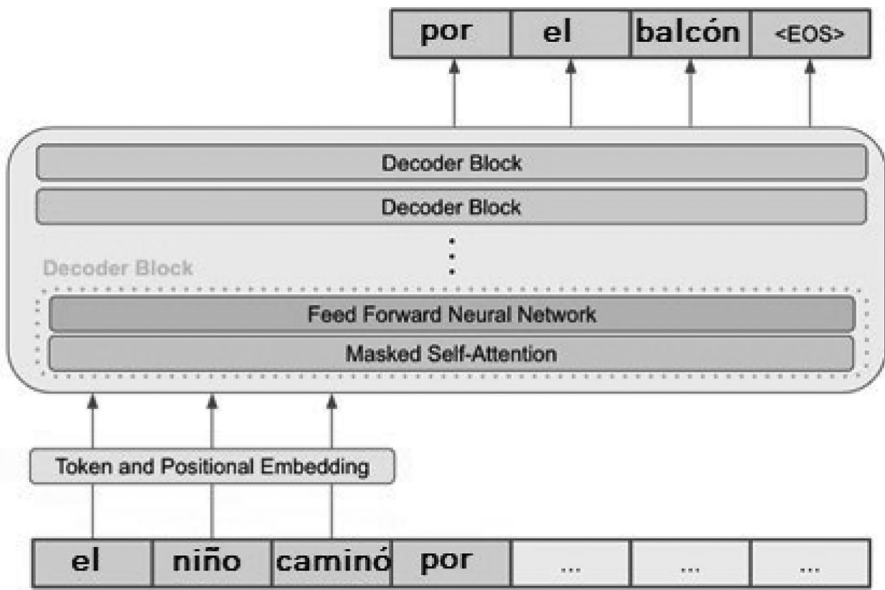 por el balcón <EOS>
Decoder Block
Decoder Block
Decoder Block
Feed Forward Neural Network
Masked Self-Attention
Token and Positional Embedding
el niño caminó por ... ... ...